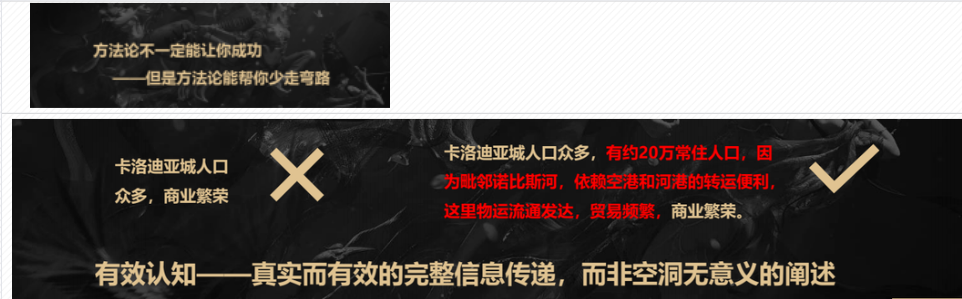 方法论不一定能让你成功
——但是方法论能帮你少走弯路
卡洛迪亚城人口
众多，商业繁荣
卡洛迪亚城人口众多，有约20万常住人口，因
为毗邻诺比斯河，依赖空港和河港的转运便利，
这里物运流通发达，贸易频繁，商业繁荣。
有效认知——真实而有效的完整信息传递，而非空洞无意义的阐述